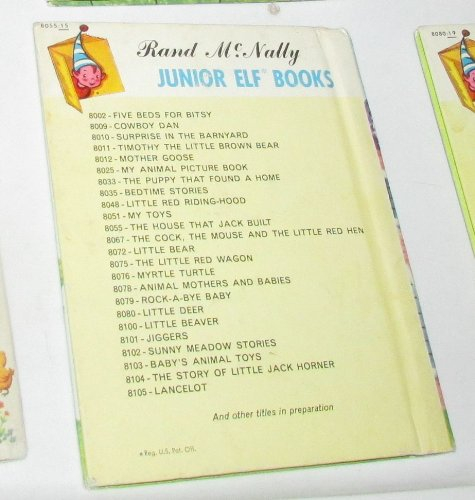 8055-15
Rand McNally
JUNIOR ELF® BOOKS
8002 - FIVE BEDS FOR BITSY
8009 - COWBOY DAN
8010 - SURPRISE IN THE BARNYARD
8011 - TIMOTHY THE LITTLE BROWN BEAR
8012 - MOTHER GOOSE
8025 - MY ANIMAL PICTURE BOOK
8033 - THE PUPPY THAT FOUND A HOME
8035 - BEDTIME STORIES
8048 - LITTLE RED RIDING-HOOD
8051 - MY TOYS
8055 - THE HOUSE THAT JACK BUILT
8067 - THE COCK, THE MOUSE AND THE LITTLE RED HEN
8072 - LITTLE BEAR
8075 - THE LITTLE RED WAGON
8076 - MYRTLE TURTLE
8078 - ANIMAL MOTHERS AND BABIES
8079 - ROCK-A-BYE BABY
8080 - LITTLE DEER
8100 - LITTLE BEAVER
8101 - JIGGERS
8102 - SUNNY MEADOW STORIES
8103 - BABY'S ANIMAL TOYS
8104 - THE STORY OF LITTLE JACK HORNER
8105 - LANCELOT
And other titles in preparation
® Reg. U.S. Pat. Off.
8080-19